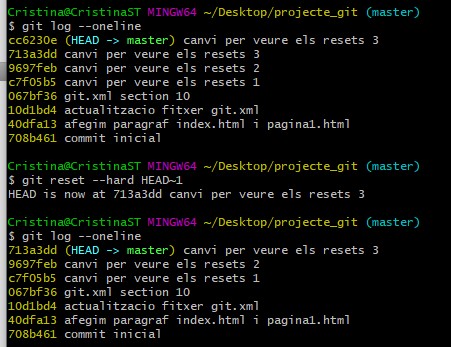 Cristina@CristinaST MINGW64 ~/Desktop/projecte_git (master)
$ git log --oneline
cc6230e (HEAD -> master) canvi per veure els resets 3
713a3dd canvi per veure els resets 3
9697feb canvi per veure els resets 2
c7f05b5 canvi per veure els resets 1
067bf36 git.xml section 10
10d1bd4 actualitzacio fitxer git.xml
40dfa13 afegim paragraf index.html i pagina1.html
708b461 commit inicial
Cristina@CristinaST MINGW64 ~/Desktop/projecte_git (master)
$ git reset --hard HEAD~1
HEAD is now at 713a3dd canvi per veure els resets 3
Cristina@CristinaST MINGW64 ~/Desktop/projecte_git (master)
$ git log --oneline
713a3dd (HEAD -> master) canvi per veure els resets 3
9697feb canvi per veure els resets 2
c7f05b5 canvi per veure els resets 1
067bf36 git.xml section 10
10d1bd4 actualitzacio fitxer git.xml
40dfa13 afegim paragraf index.html i pagina1.html
708b461 commit inicial